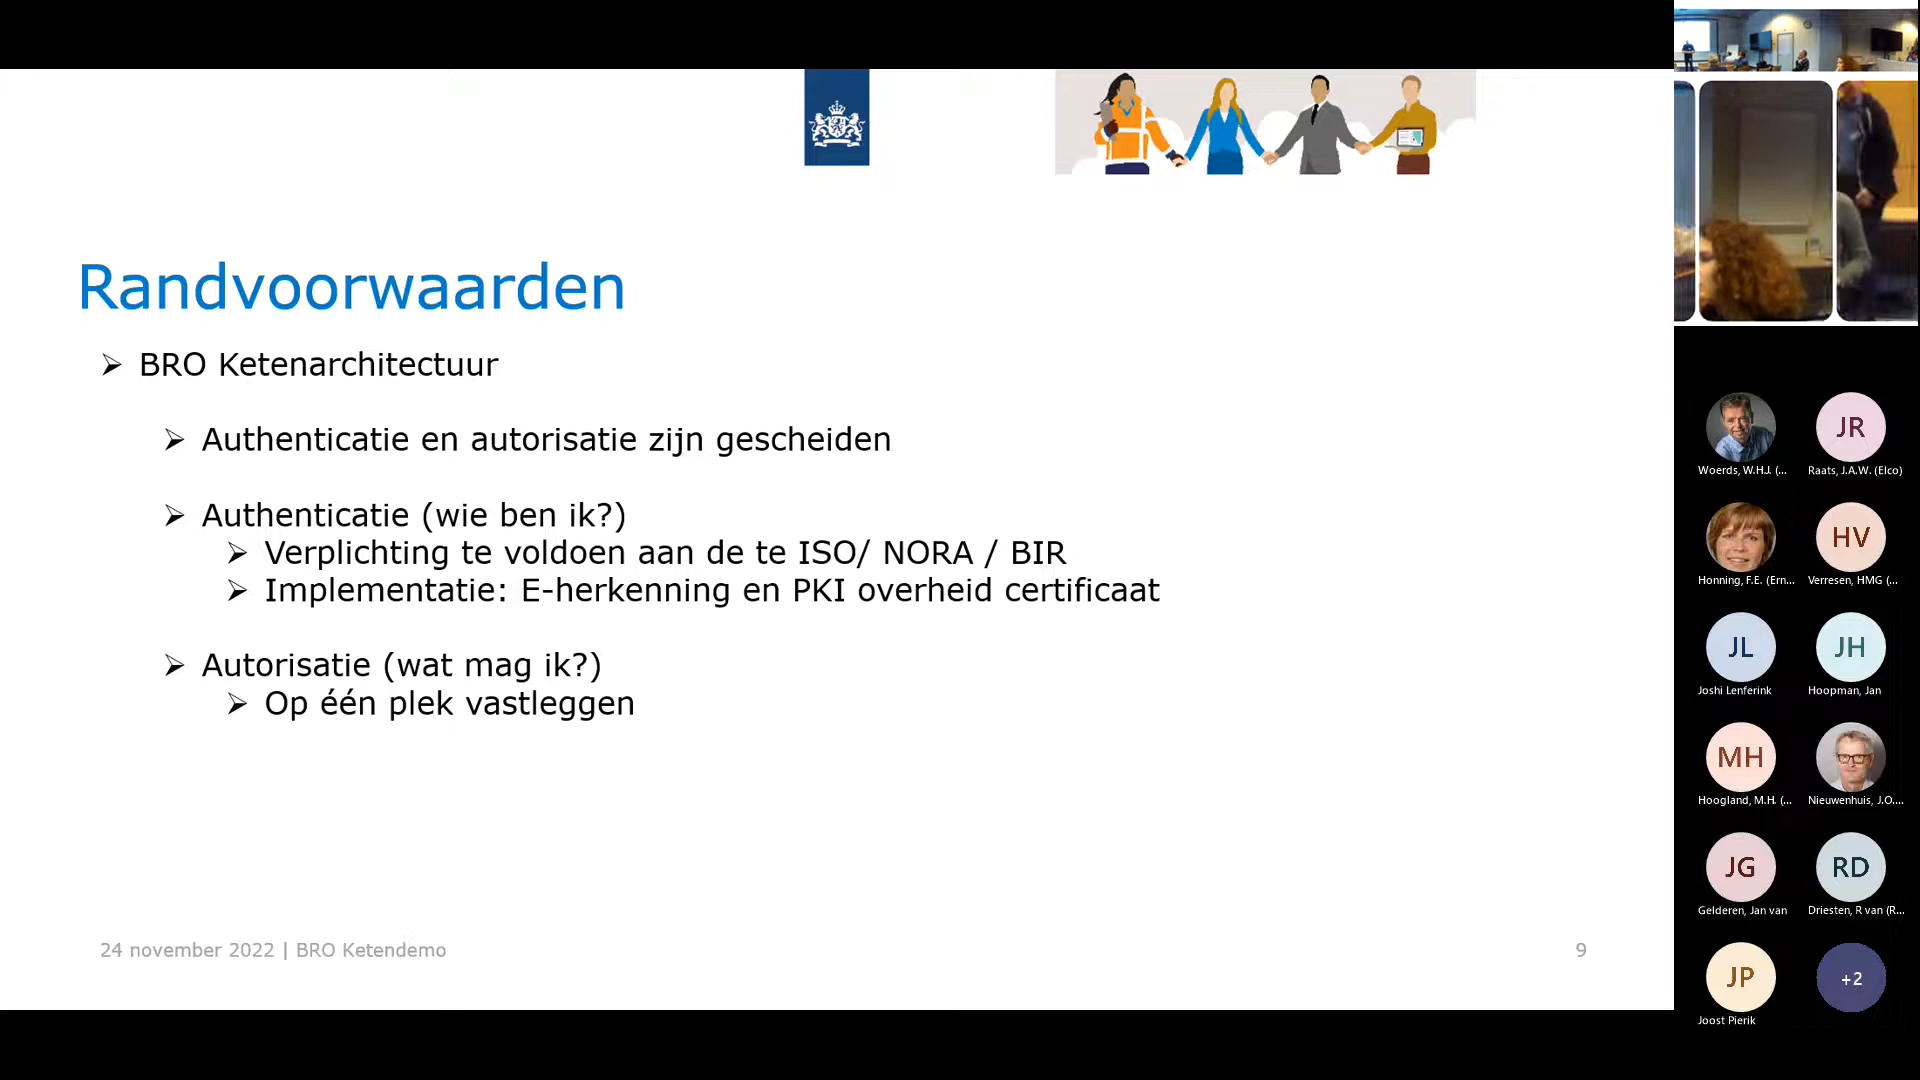 Randvoorwaarden
BRO Ketenarchitectuur
Authenticatie en autorisatie zijn gescheiden
Authenticatie (wie ben ik?)
Verplichting te voldoen aan de te ISO/ NORA / BIR
Implementatie: E-herkenning en PKI overheid certificaat
Autorisatie (wat mag ik?)
Op één plek vastleggen
24 november 2022 | BRO Ketendemo
9
Woerds, W.H.J. (...
JR
Raats, J.A.W. (Elco)
Honning, F.E. (Ern...
HV
Verresen, HMG (...
JL
Joshi Lenferink
JH
Hoopman, Jan
MH
Hoogland, M.H. (...
Nieuwenhuis, J.O....
JG
Gelderen, Jan van
RD
Driesten, R van (R...
JP
Joost Pierik
+2